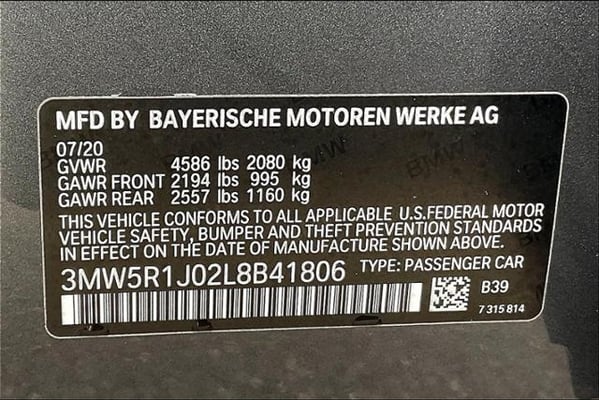 MFD BY BAYERISCHE MOTOREN WERKE AG
07/20
GVWR 4586 lbs 2080 kg
GAWR FRONT 2194 lbs 995 kg
GAWR REAR 2557 lbs 1160 kg
THIS VEHICLE CONFORMS TO ALL APPLICABLE U.S.FEDERAL MOTOR
VEHICLE SAFETY, BUMPER AND THEFT PREVENTION STANDARDS
IN EFFECT ON THE DATE OF MANUFACTURE SHOWN ABOVE.
3MW5R1J02L8B41806 TYPE: PASSENGER CAR
B39
7 315 814